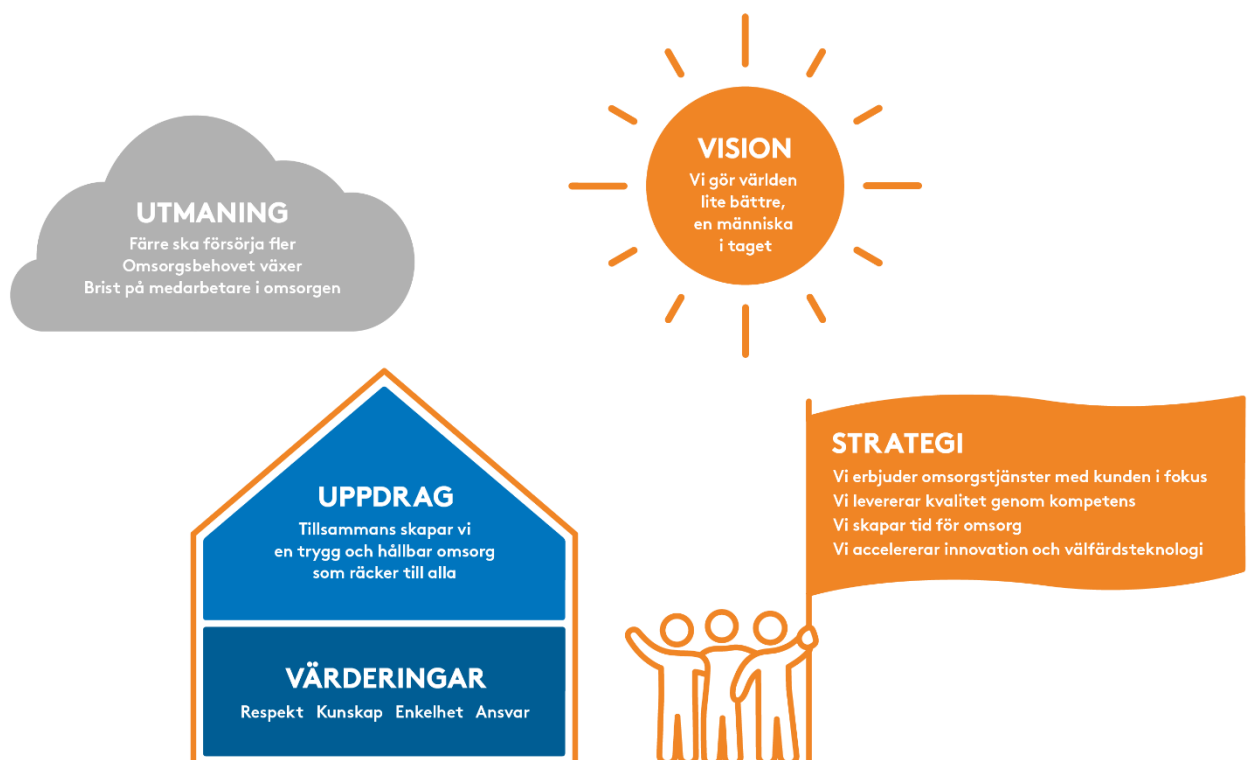 UTMANING
Färre ska försörja fler
Omsorgsbehovet växer
Brist på medarbetare i omsorgen
VISION
Vi gör världen
lite bättre,
en människa
i taget
UPPDRAG
Tillsammans skapar vi
en trygg och hållbar omsorg
som räcker till alla
VÄRDERINGAR
Respekt Kunskap Enkelhet Ansvar
STRATEGI
Vi erbjuder omsorgstjänster med kunden i fokus
Vi levererar kvalitet genom kompetens
Vi skapar tid för omsorg
Vi accelererar innovation och välfärdsteknologi